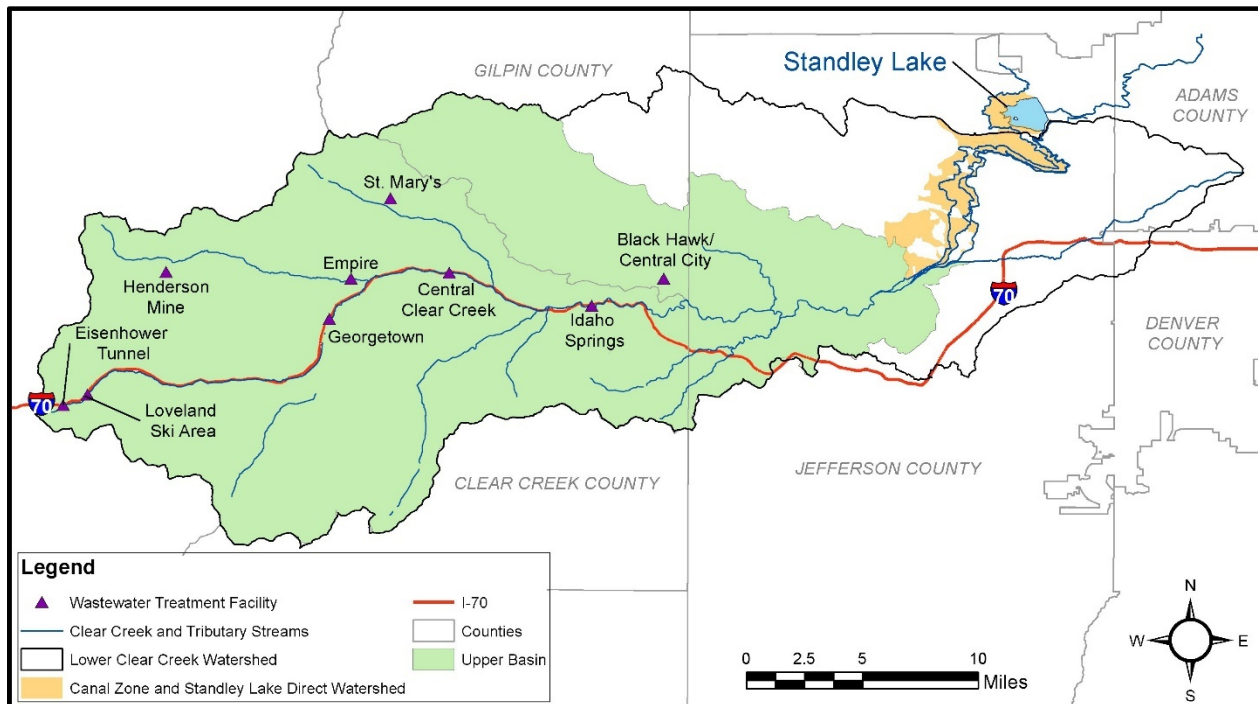 GILPIN COUNTY
Standley Lake
ADAMS
COUNTY
St. Mary's
Black Hawk/
Central City
Henderson
Mine
Empire
Central
Clear Creek
Eisenhower
Tunnel
Georgetown
Idaho
Springs
70
DENVER
COUNTY
70
Loveland
Ski Area
CLEAR CREEK COUNTY
JEFFERSON COUNTY
Legend
Wastewater Treatment Facility
I-70
Clear Creek and Tributary Streams
Counties
Lower Clear Creek Watershed
Upper Basin
Canal Zone and Standley Lake Direct Watershed
0 2.5 5 10
Miles
N
W E
S